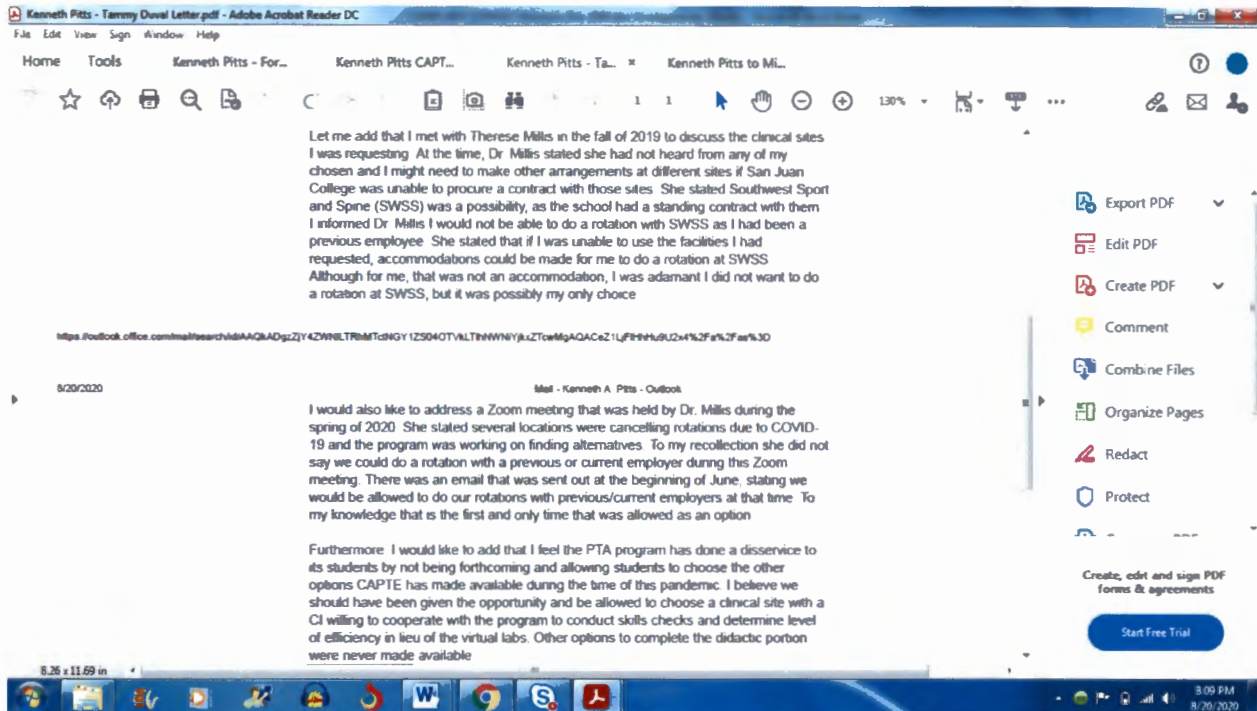 Kenneth Pitts - Tammy Duval Letter.pdf - Adobe Acrobat Reader DC
File Edit View Sign Window Help
Home Tools Kenneth Pitts - For... Kenneth Pitts CAPT... Kenneth Pitts - Ta... × Kenneth Pitts to Mi...
1 1 130%
Let me add that I met with Therese Millis in the fall of 2019 to discuss the clinical sites
I was requesting. At the time, Dr. Millis stated she had not heard from any of my
chosen and I might need to make other arrangements at different sites if San Juan
College was unable to procure a contract with those sites. She stated Southwest Sport
and Spine (SWSS) was a possibility, as the school had a standing contract with them.
I informed Dr. Millis I would not be able to do a rotation with SWSS as I had been a
previous employee. She stated that if I was unable to use the facilities I had
requested, accommodations could be made for me to do a rotation at SWSS.
Although for me, that was not an accommodation, I was adamant I did not want to do
a rotation at SWSS, but it was possibly my only choice.
8/20/2020 Mail - Kenneth A. Pitts - Outlook
I would also like to address a Zoom meeting that was held by Dr. Millis during the
spring of 2020. She stated several locations were cancelling rotations due to COVID-
19 and the program was working on finding alternatives. To my recollection she did not
say we could do a rotation with a previous or current employer during this Zoom
meeting. There was an email that was sent out at the beginning of June, stating we
would be allowed to do our rotations with previous/current employers at that time. To
my knowledge that is the first and only time that was allowed as an option.
Furthermore, I would like to add that I feel the PTA program has done a disservice to
its students by not being forthcoming and allowing students to choose the other
options CAPTE has made available during the time of this pandemic. I believe we
should have been given the opportunity and be allowed to choose a clinical site with a
CI willing to cooperate with the program to conduct skills checks and determine level
of efficiency in lieu of the virtual labs. Other options to complete the didactic portion
were never made available.
8.26 x 11.69 in
Export PDF
Edit PDF
Create PDF
Comment
Combine Files
Organize Pages
Redact
Protect
Create, edit and sign PDF
forms & agreements
Start Free Trial
3:09 PM
8/20/2020